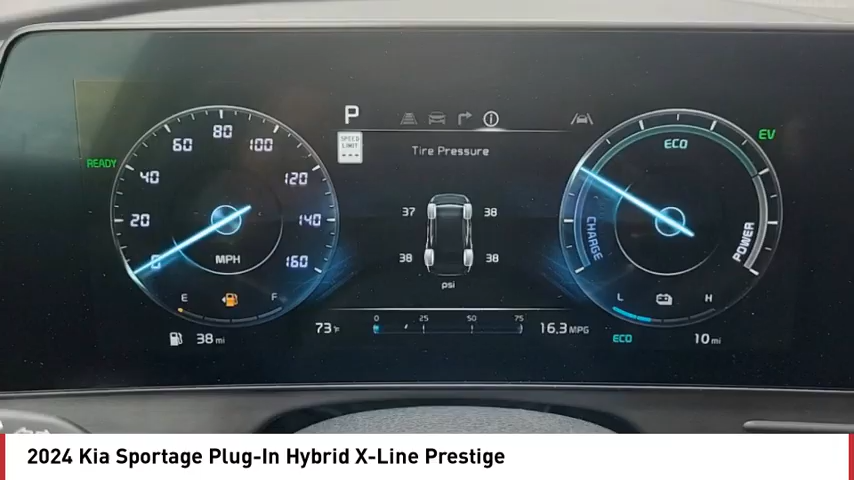 P
SPEED
LIMIT
---
READY
EV
Tire Pressure
0
20
40
60
80
100
120
140
160
MPH
E
F
38 mi
37
38
38
38
psi
0
25
50
75
73°F
16.3 MPG
ECO
CHARGE
POWER
L
H
ECO
10 mi
2024 Kia Sportage Plug-In Hybrid X-Line Prestige